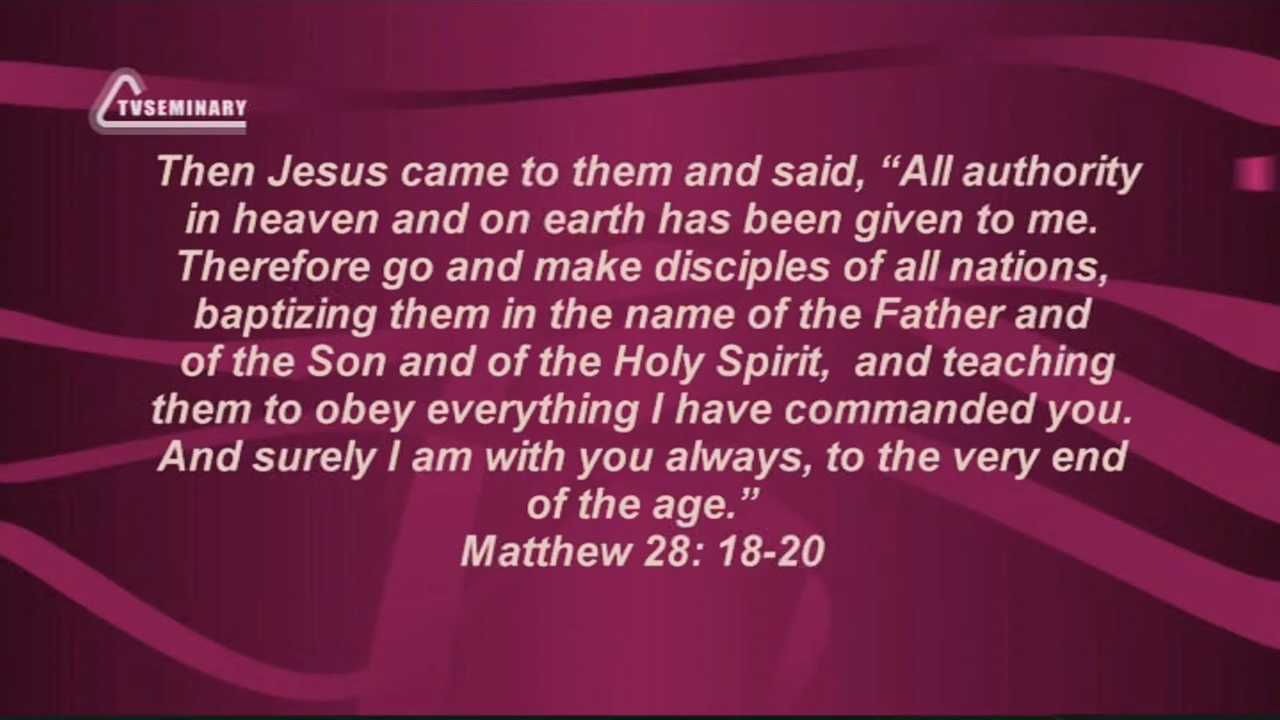 TVSEMINARY
Then Jesus came to them and said, “All authority
in heaven and on earth has been given to me.
Therefore go and make disciples of all nations,
baptizing them in the name of the Father and
of the Son and of the Holy Spirit,  and teaching
them to obey everything I have commanded you.
And surely I am with you always, to the very end
of the age.”
Matthew 28: 18-20